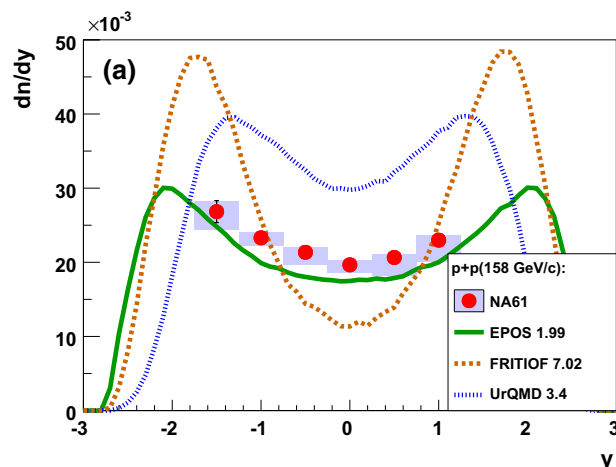 ×10⁻³
50
40
30
20
10
0
dn/dy
(a)
p+p(158 GeV/c):
NA61
EPOS 1.99
FRITIOF 7.02
UrQMD 3.4
-3 -2 -1 0 1 2 3
y